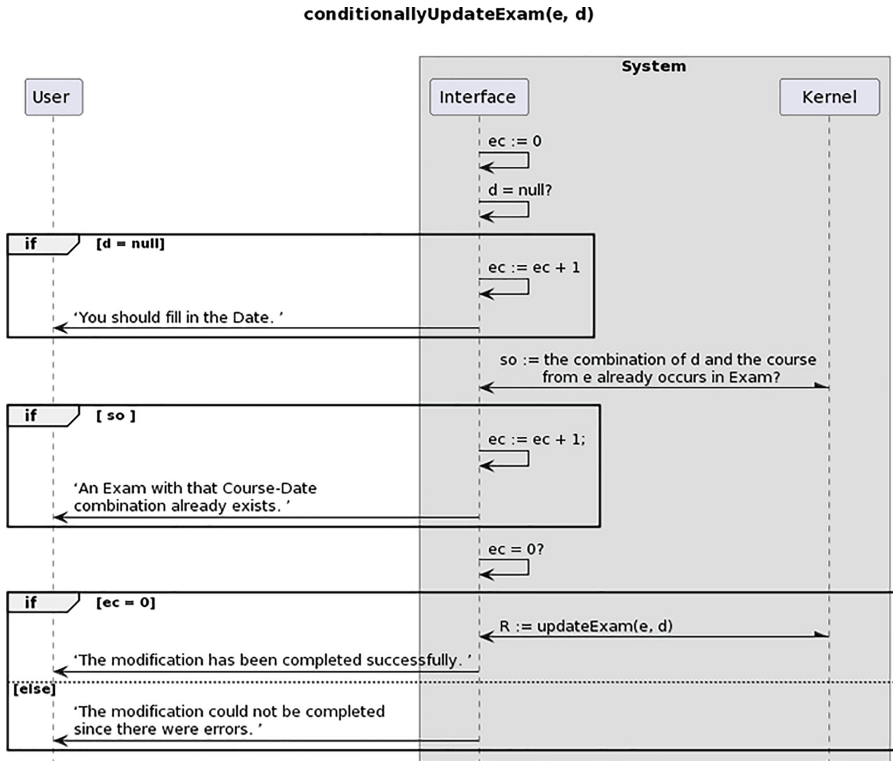 conditionallyUpdateExam(e, d)
System
User
Interface
Kernel
ec := 0
d = null?
if [d = null]
ec := ec + 1
‘You should fill in the Date. ’
so := the combination of d and the course
from e already occurs in Exam?
if [ so ]
ec := ec + 1;
‘An Exam with that Course-Date
combination already exists. ’
ec = 0?
if [ec = 0]
R := updateExam(e, d)
‘The modification has been completed successfully. ’
[else]
‘The modification could not be completed
since there were errors. ’